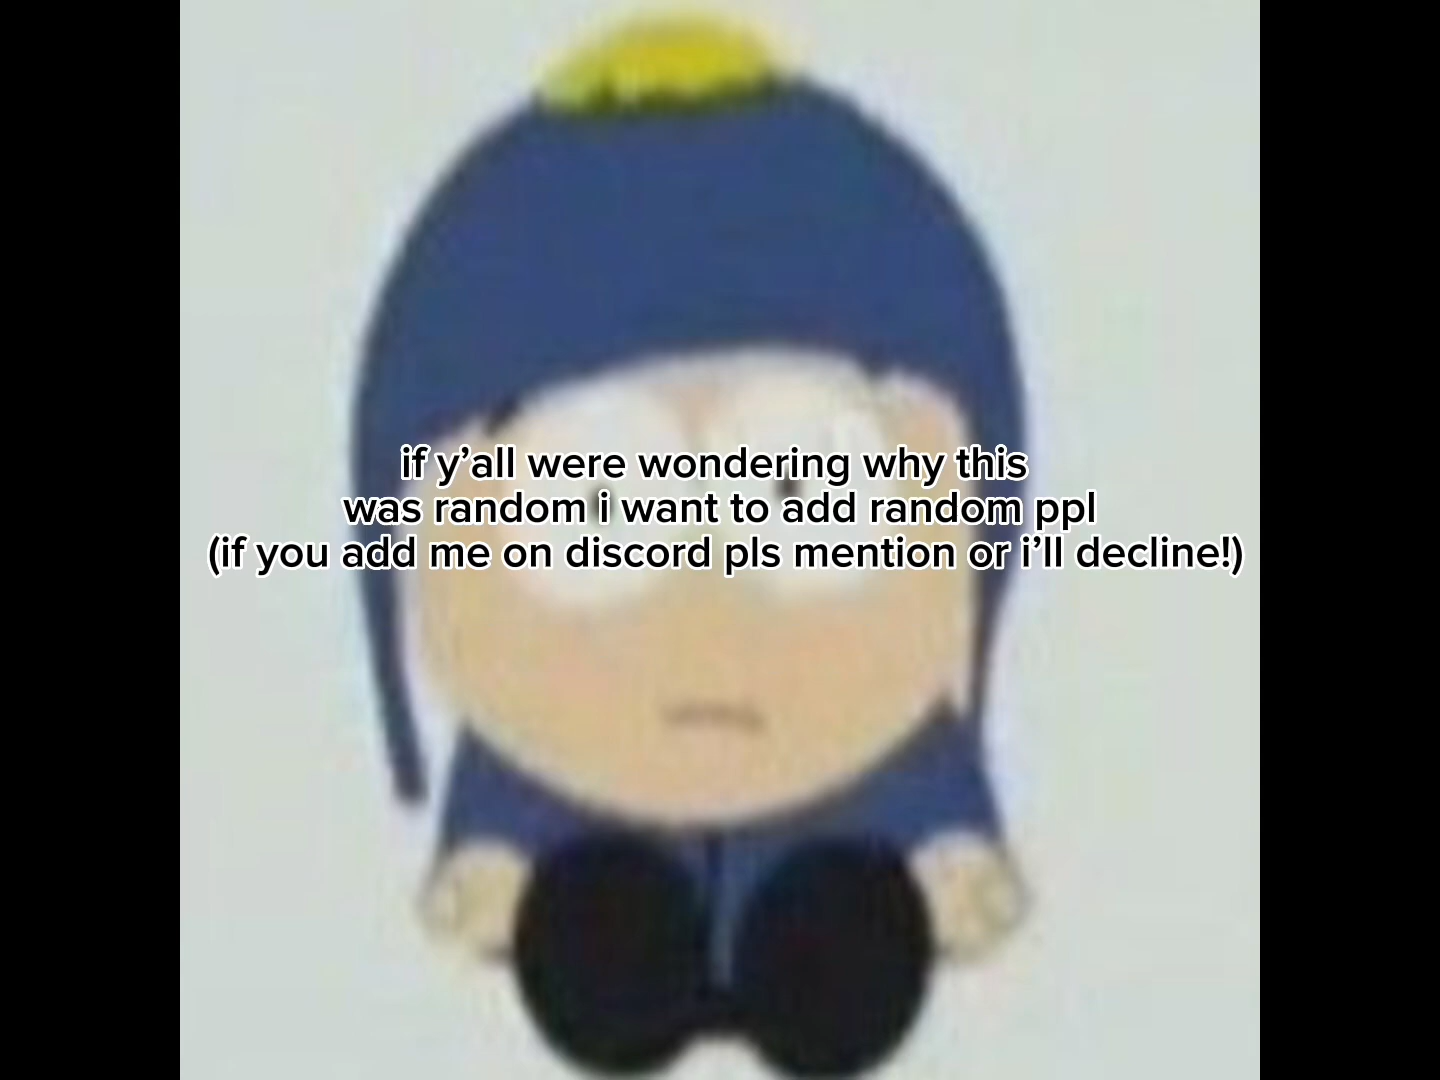 if y’all were wondering why this
was random i want to add random ppl
(if you add me on discord pls mention or i’ll decline!)